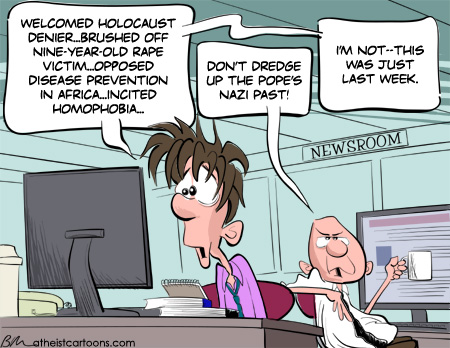 WELCOMED HOLOCAUST
DENIER...BRUSHED OFF
NINE-YEAR-OLD RAPE
VICTIM...OPPOSED
DISEASE PREVENTION
IN AFRICA...INCITED
HOMOPHOBIA...
DON'T DREDGE
UP THE POPE'S
NAZI PAST!
I'M NOT--THIS
WAS JUST
LAST WEEK.
NEWSROOM
atheistcartoons.com